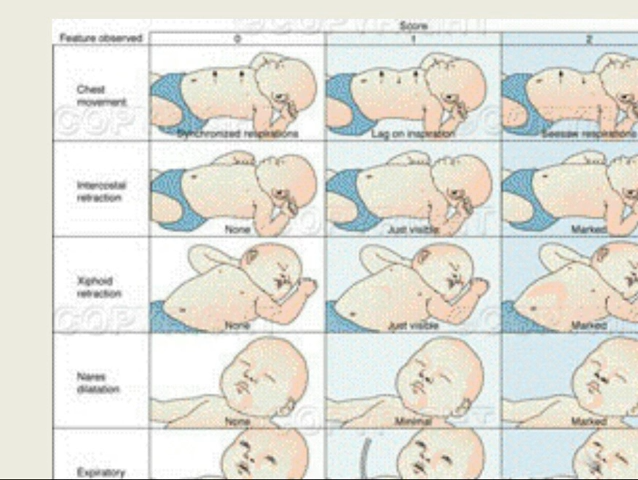 Score
Feature observed 0 1 2
Chest
movement
Synchronized respirations Lag on inspiration Seesaw respirations
Intercostal
retraction
None Just visible Marked
Xiphoid
retraction
None Just visible Marked
Nares
dilatation
None Minimal Marked
Expiratory